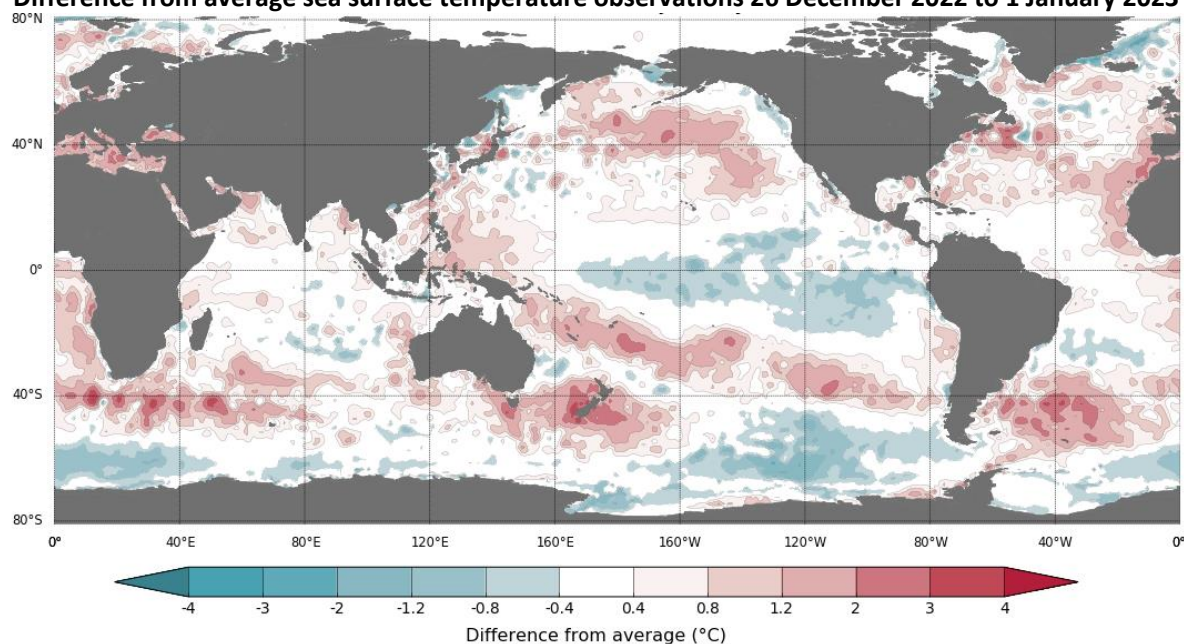 Difference from average sea surface temperature observations 26 December 2022 to 1 January 2023
80°N
40°N
0°
40°S
80°S
0° 40°E 80°E 120°E 160°E 160°W 120°W 80°W 40°W 0°
-4 -3 -2 -1.2 -0.8 -0.4 0.4 0.8 1.2 2 3 4
Difference from average (°C)